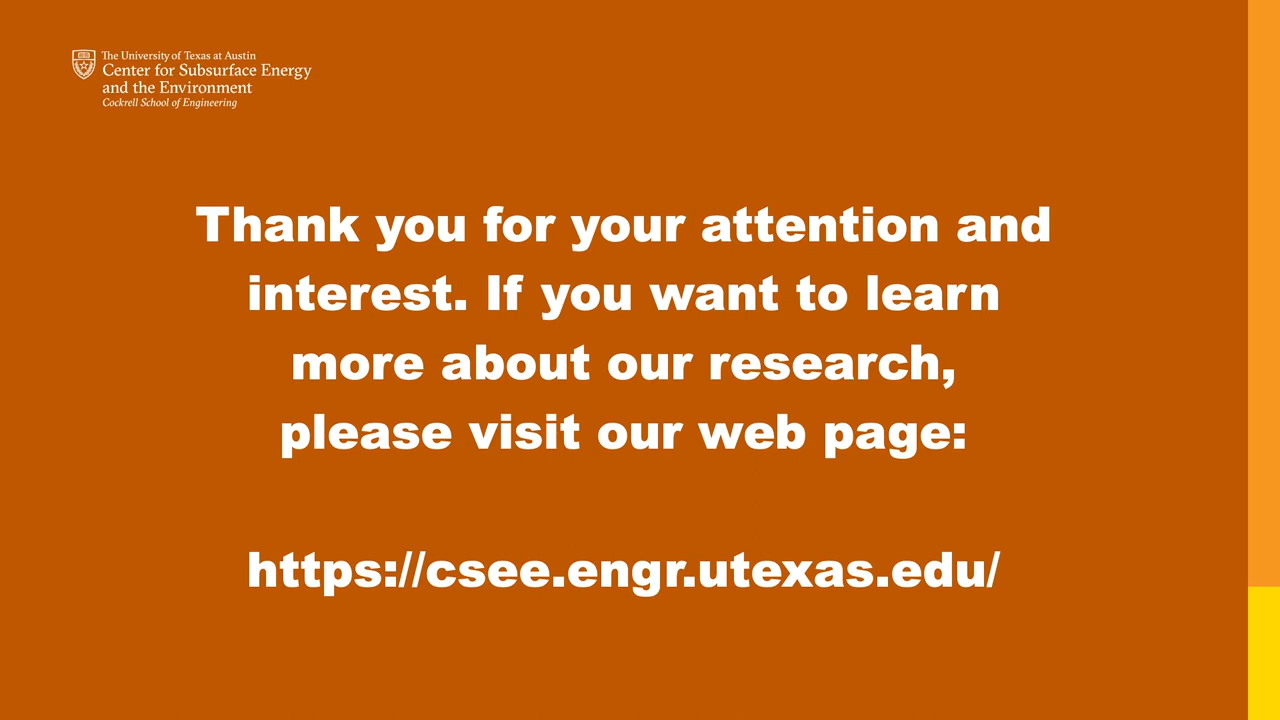 The University of Texas at Austin
Center for Subsurface Energy
and the Environment
Cockrell School of Engineering
Thank you for your attention and
interest. If you want to learn
more about our research,
please visit our web page:
https://csee.engr.utexas.edu/